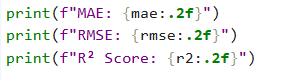 print(f"MAE: {mae:.2f}")
print(f"RMSE: {rmse:.2f}")
print(f"R² Score: {r2:.2f}")